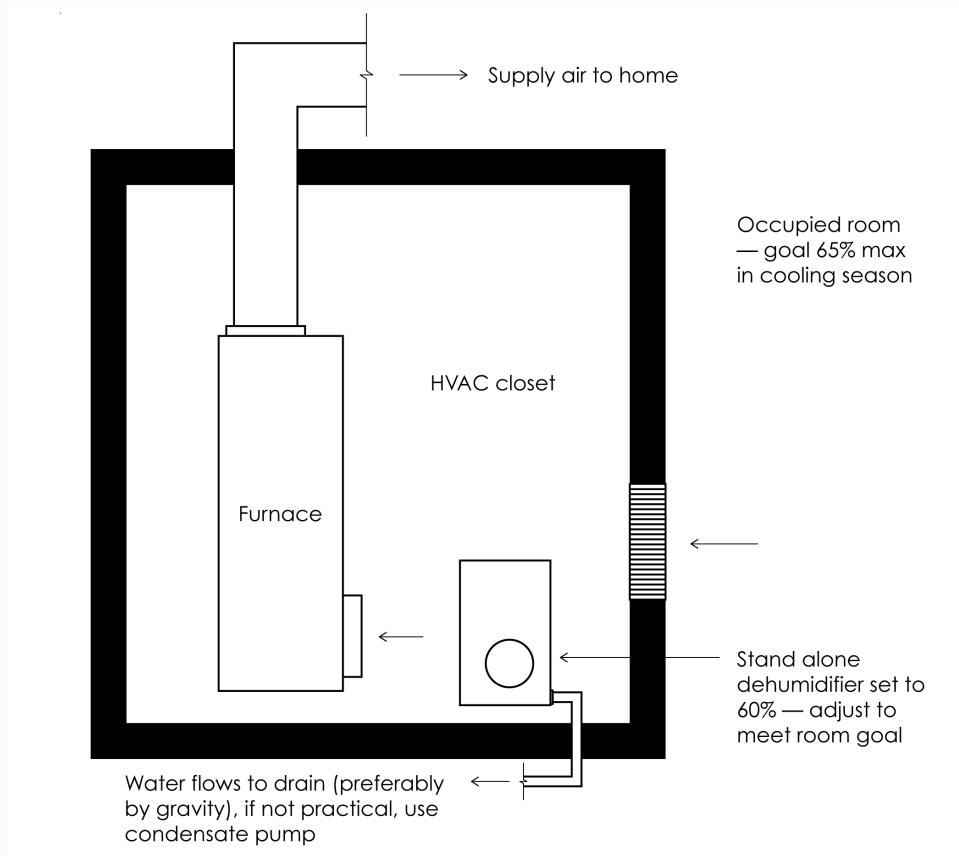 Supply air to home
Occupied room
— goal 65% max
in cooling season
HVAC closet
Furnace
Stand alone
dehumidifier set to
60% — adjust to
meet room goal
Water flows to drain (preferably
by gravity), if not practical, use
condensate pump